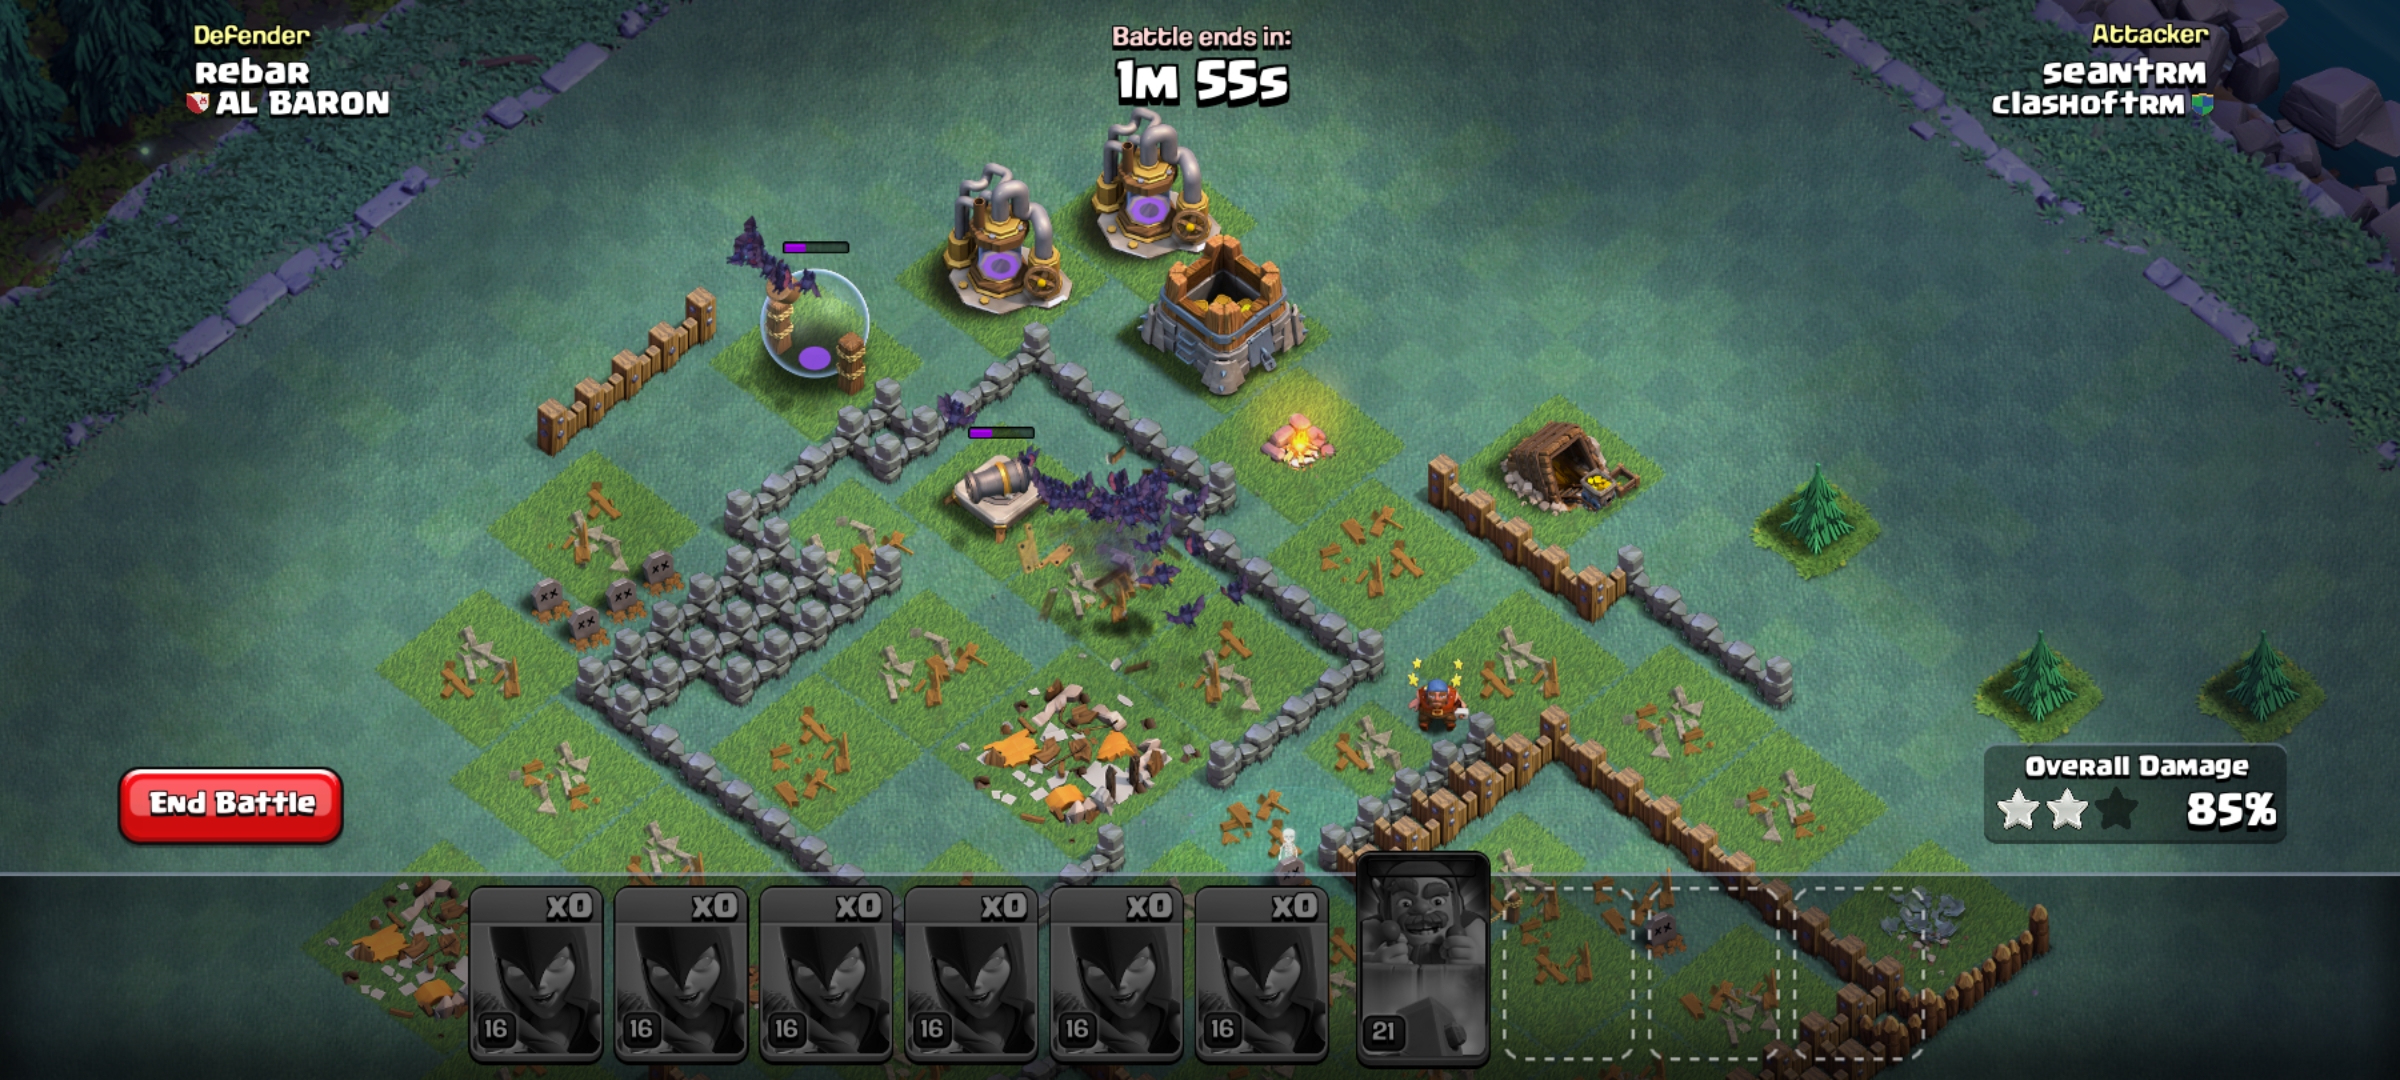 Defender
Rebar
AL BARON
Battle ends in:
1M 55s
Attacker
seantRM
clashoftRM
End Battle
Overall Damage
85%
x0
x0
x0
x0
x0
x0
16
16
16
16
16
16
21